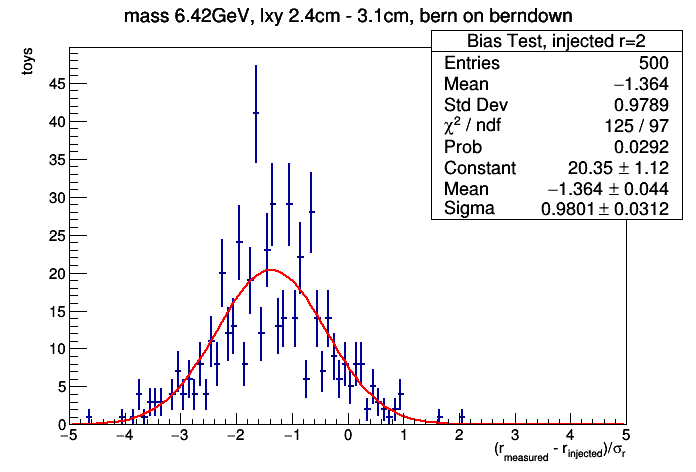 mass 6.42GeV, lxy 2.4cm - 3.1cm, bern on berndown
Bias Test, injected r=2
Entries 500
Mean −1.364
Std Dev 0.9789
χ² / ndf 125 / 97
Prob 0.0292
Constant 20.35 ± 1.12
Mean −1.364 ± 0.044
Sigma 0.9801 ± 0.0312
toys
45
40
35
30
25
20
15
10
5
0
−5 −4 −3 −2 −1 0 1 2 3 4 5
(r_measured - r_injected)/σ_r